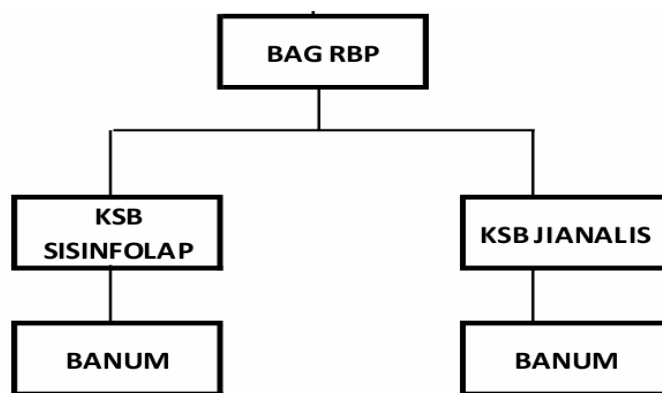 BAG RBP
KSB
SISINFOLAP
KSB JIANALIS
BANUM
BANUM